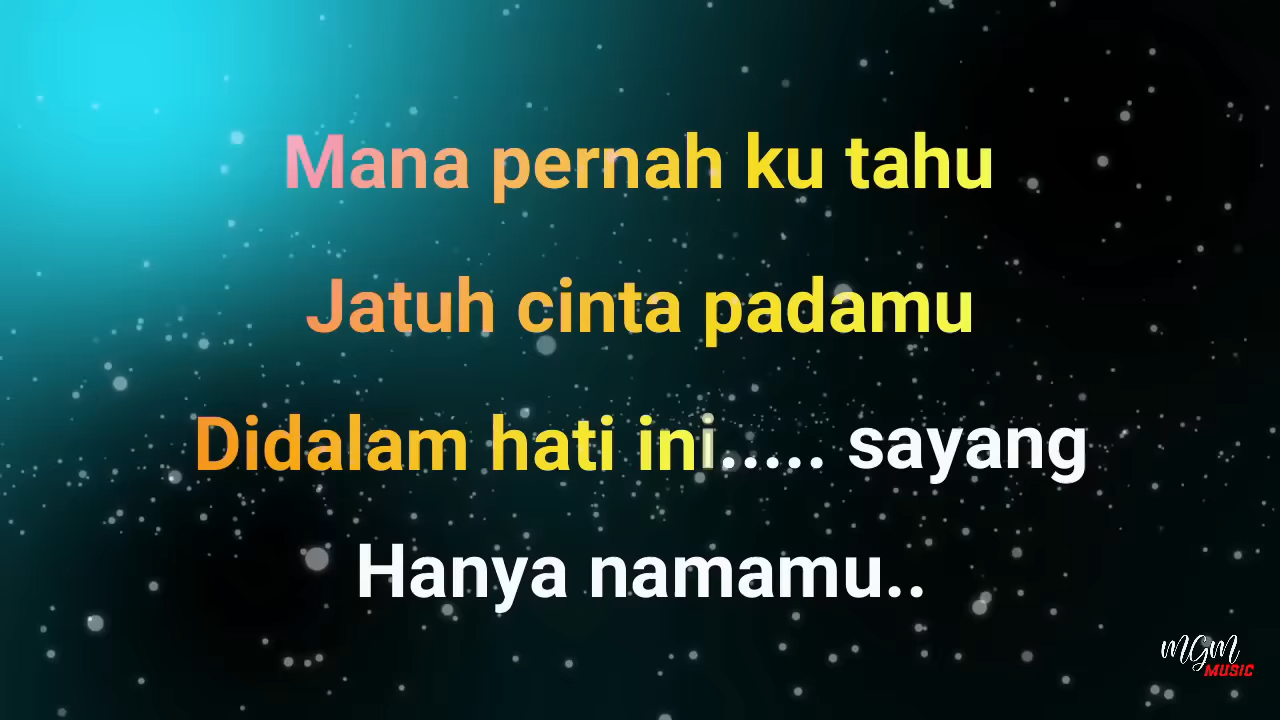 Mana pernah ku tahu
Jatuh cinta padamu
Didalam hati ini..... sayang
Hanya namamu..
MGM
MUSIC